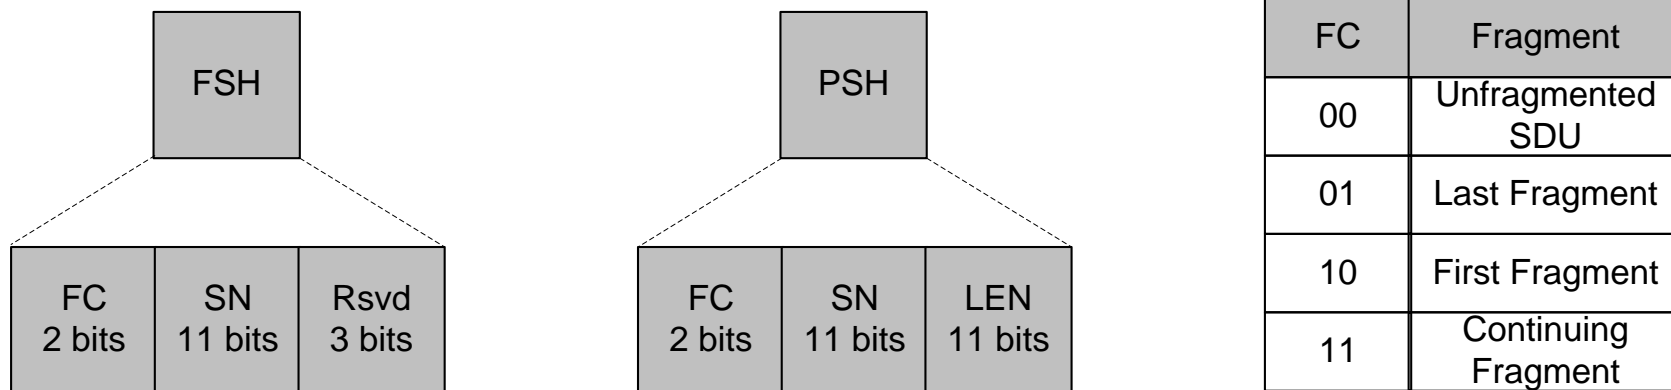 FSH
FC
2 bits
SN
11 bits
Rsvd
3 bits
PSH
FC
2 bits
SN
11 bits
LEN
11 bits
FC Fragment
00 Unfragmented
SDU
01 Last Fragment
10 First Fragment
11 Continuing
Fragment